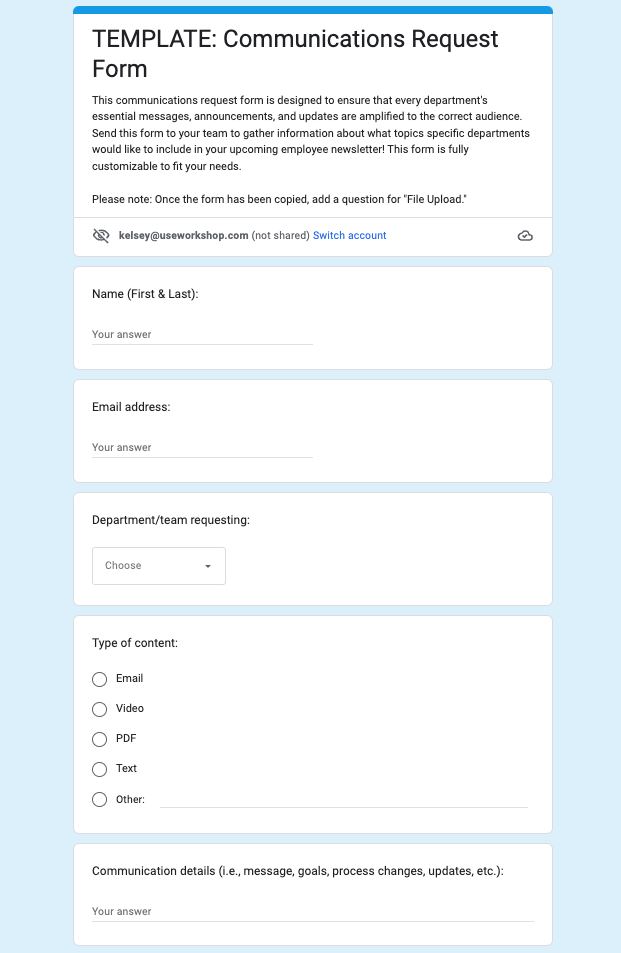 TEMPLATE: Communications Request
Form
This communications request form is designed to ensure that every department's
essential messages, announcements, and updates are amplified to the correct audience.
Send this form to your team to gather information about what topics specific departments
would like to include in your upcoming employee newsletter! This form is fully
customizable to fit your needs.
Please note: Once the form has been copied, add a question for "File Upload."
kelsey@useworkshop.com (not shared) Switch account
Name (First & Last):
Your answer
Email address:
Your answer
Department/team requesting:
Choose
Type of content:
Email
Video
PDF
Text
Other:
Communication details (i.e., message, goals, process changes, updates, etc.):
Your answer